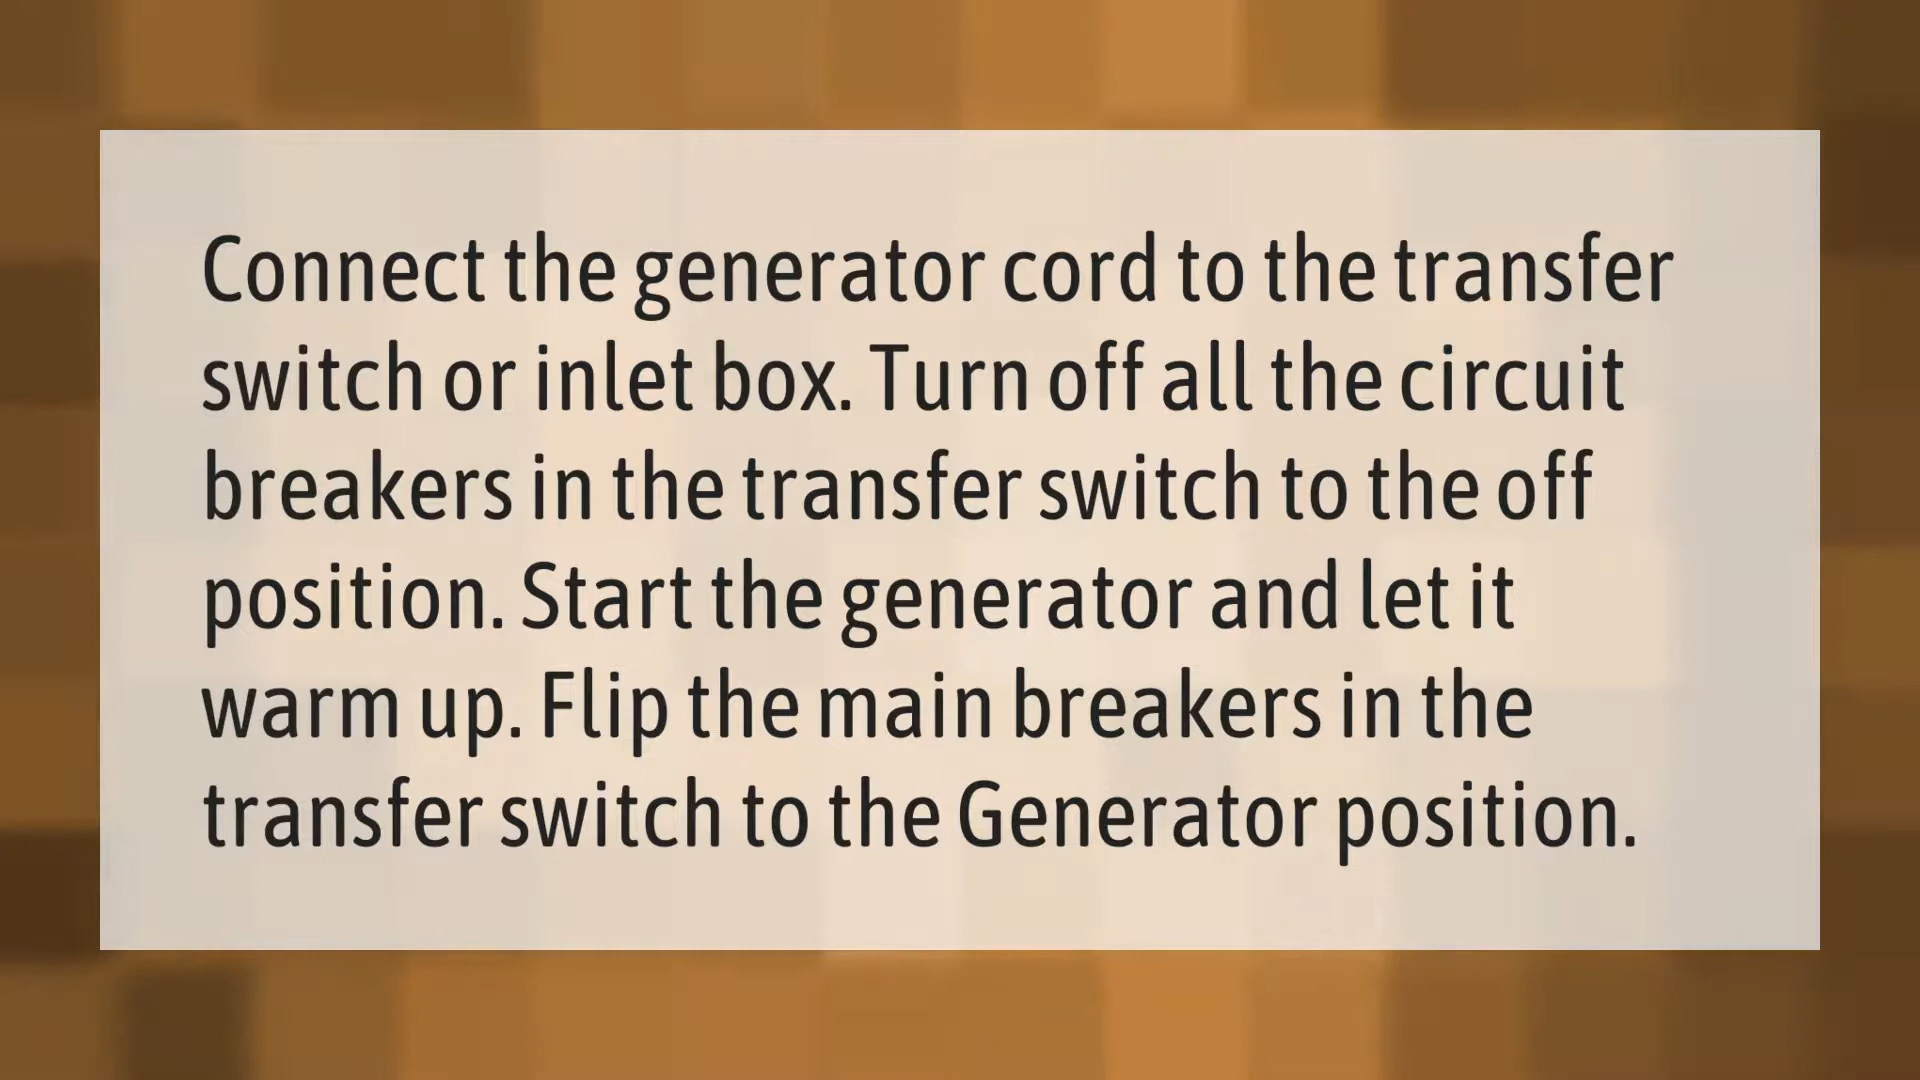 Connect the generator cord to the transfer
switch or inlet box. Turn off all the circuit
breakers in the transfer switch to the off
position. Start the generator and let it
warm up. Flip the main breakers in the
transfer switch to the Generator position.